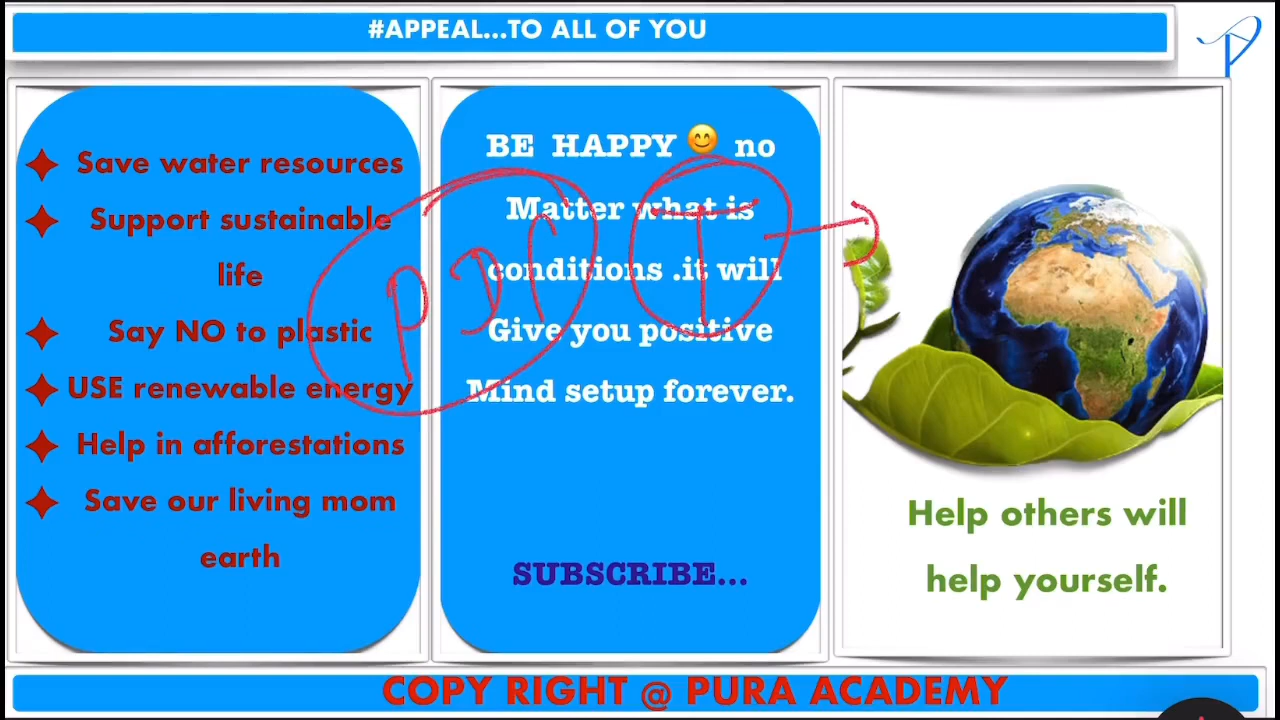 #APPEAL...TO ALL OF YOU
Save water resources
Support sustainable
life
Say NO to plastic
USE renewable energy
Help in afforestations
Save our living mom
earth
BE HAPPY 😊 no
Matter what is
conditions .it will
Give you positive
Mind setup forever.
SUBSCRIBE...
Help others will
help yourself.
COPY RIGHT @ PURA ACADEMY